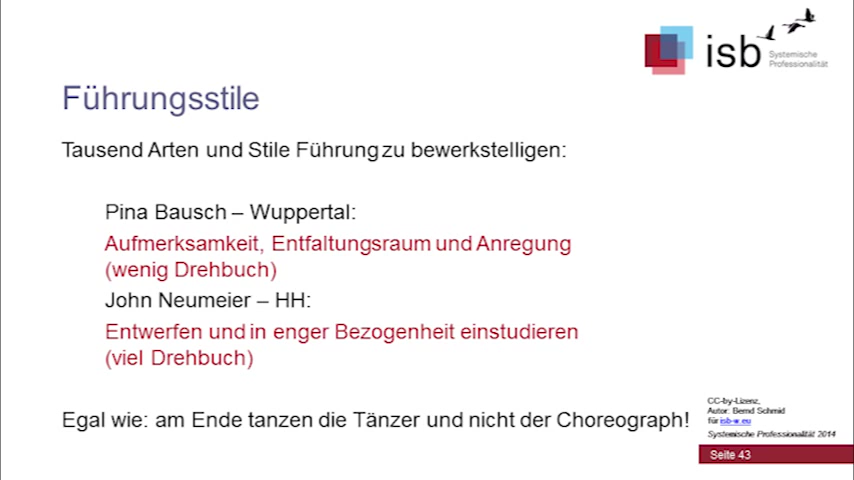 isb
Systemische
Professionalität
Führungsstile
Tausend Arten und Stile Führung zu bewerkstelligen:
Pina Bausch – Wuppertal:
Aufmerksamkeit, Entfaltungsraum und Anregung
(wenig Drehbuch)
John Neumeier – HH:
Entwerfen und in enger Bezogenheit einstudieren
(viel Drehbuch)
Egal wie: am Ende tanzen die Tänzer und nicht der Choreograph!
CC-by-Lizenz,
Autor: Bernd Schmid
für isb-w.eu
Systemische Professionalität 2014
Seite 43